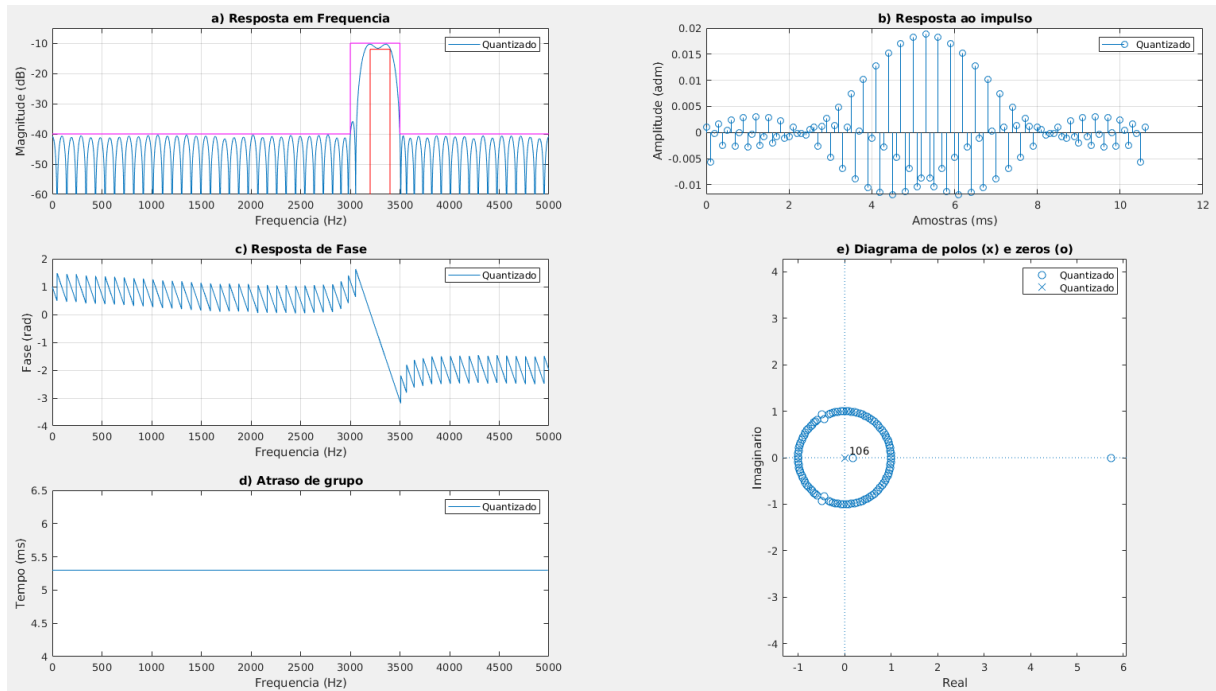 a) Resposta em Frequencia
Magnitude (dB)
-10
-20
-30
-40
-50
-60
Quantizado
0 500 1000 1500 2000 2500 3000 3500 4000 4500 5000
Frequencia (Hz)
b) Resposta ao impulso
Amplitude (adm)
0.02
0.015
0.01
0.005
0
-0.005
-0.01
Quantizado
0 2 4 6 8 10 12
Amostras (ms)
c) Resposta de Fase
Fase (rad)
2
1
0
-1
-2
-3
-4
Quantizado
0 500 1000 1500 2000 2500 3000 3500 4000 4500 5000
Frequencia (Hz)
d) Atraso de grupo
Tempo (ms)
6.5
6
5.5
5
4.5
4
Quantizado
0 500 1000 1500 2000 2500 3000 3500 4000 4500 5000
Frequencia (Hz)
e) Diagrama de polos (x) e zeros (o)
Imaginario
4
3
2
1
0
-1
-2
-3
-4
Quantizado
Quantizado
106
-1 0 1 2 3 4 5 6
Real